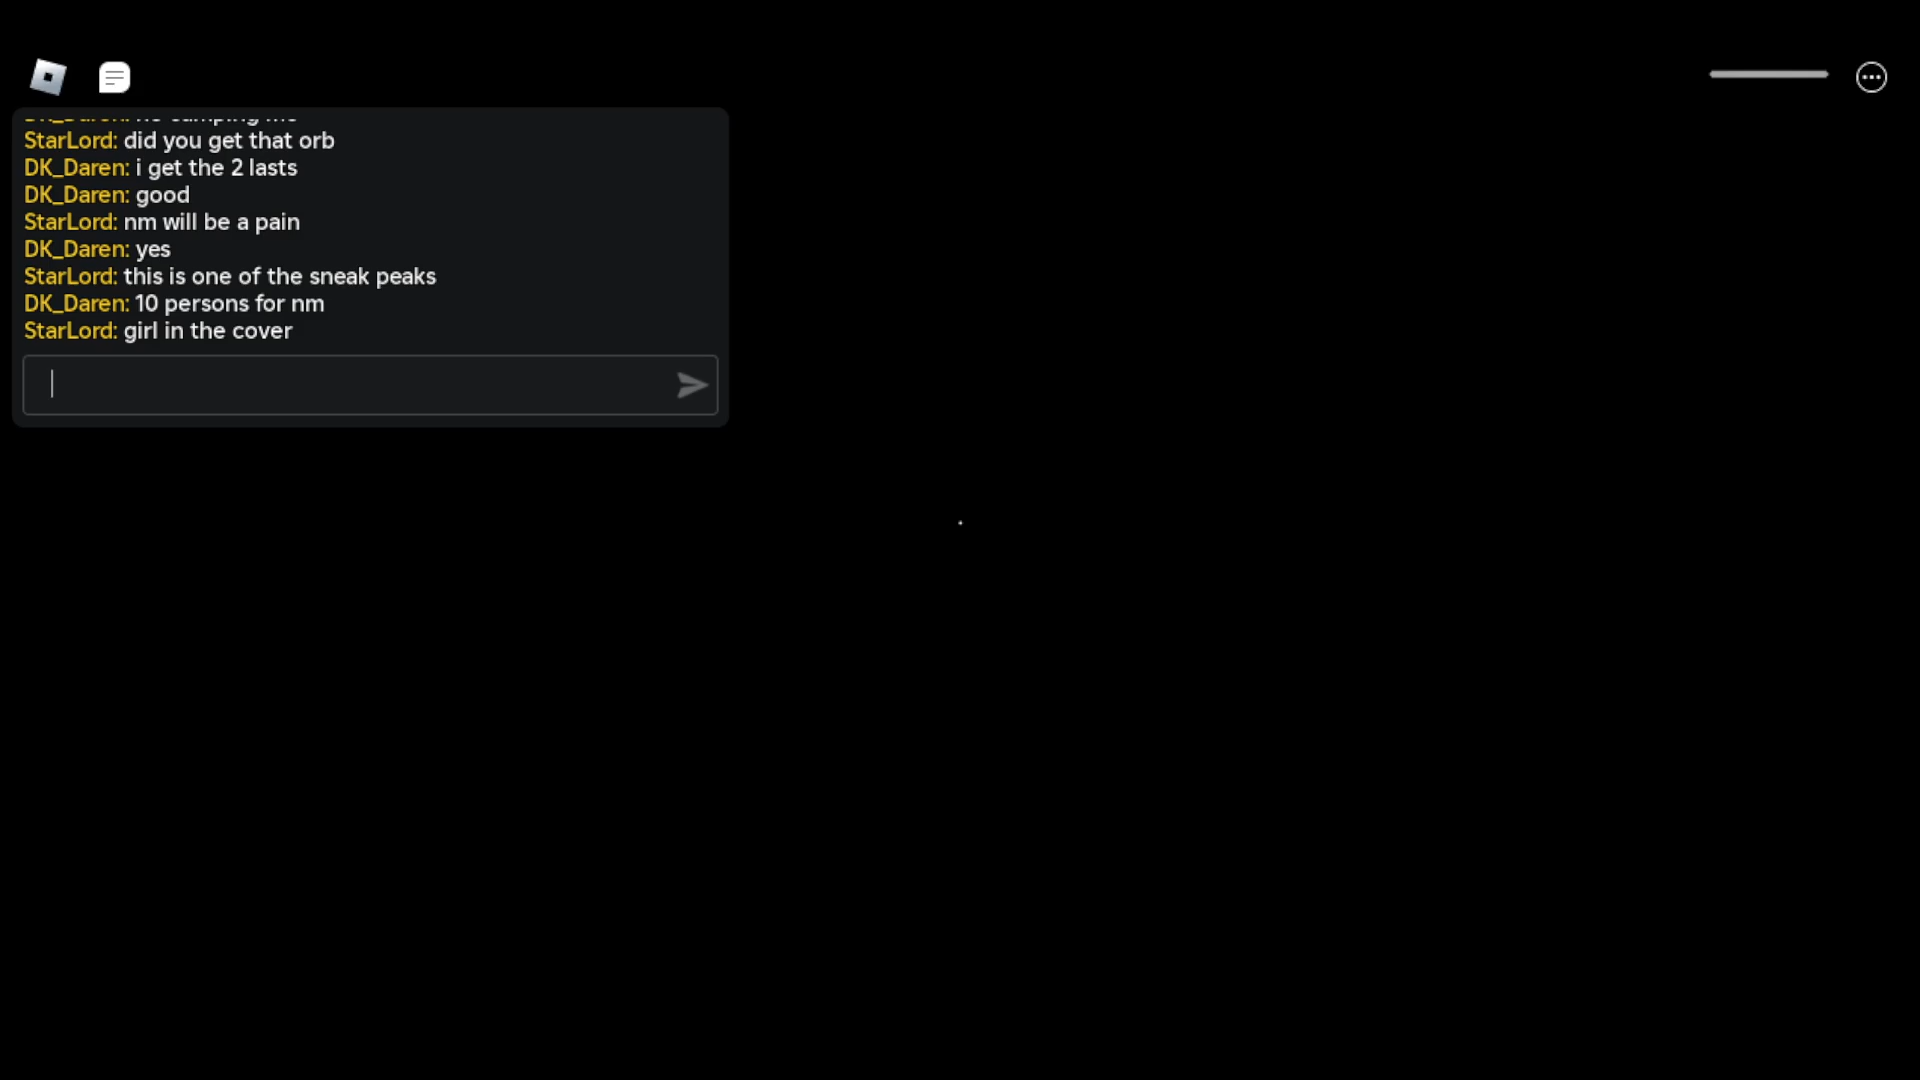 StarLord: did you get that orb
DK_Daren: i get the 2 lasts
DK_Daren: good
StarLord: nm will be a pain
DK_Daren: yes
StarLord: this is one of the sneak peaks
DK_Daren: 10 persons for nm
StarLord: girl in the cover